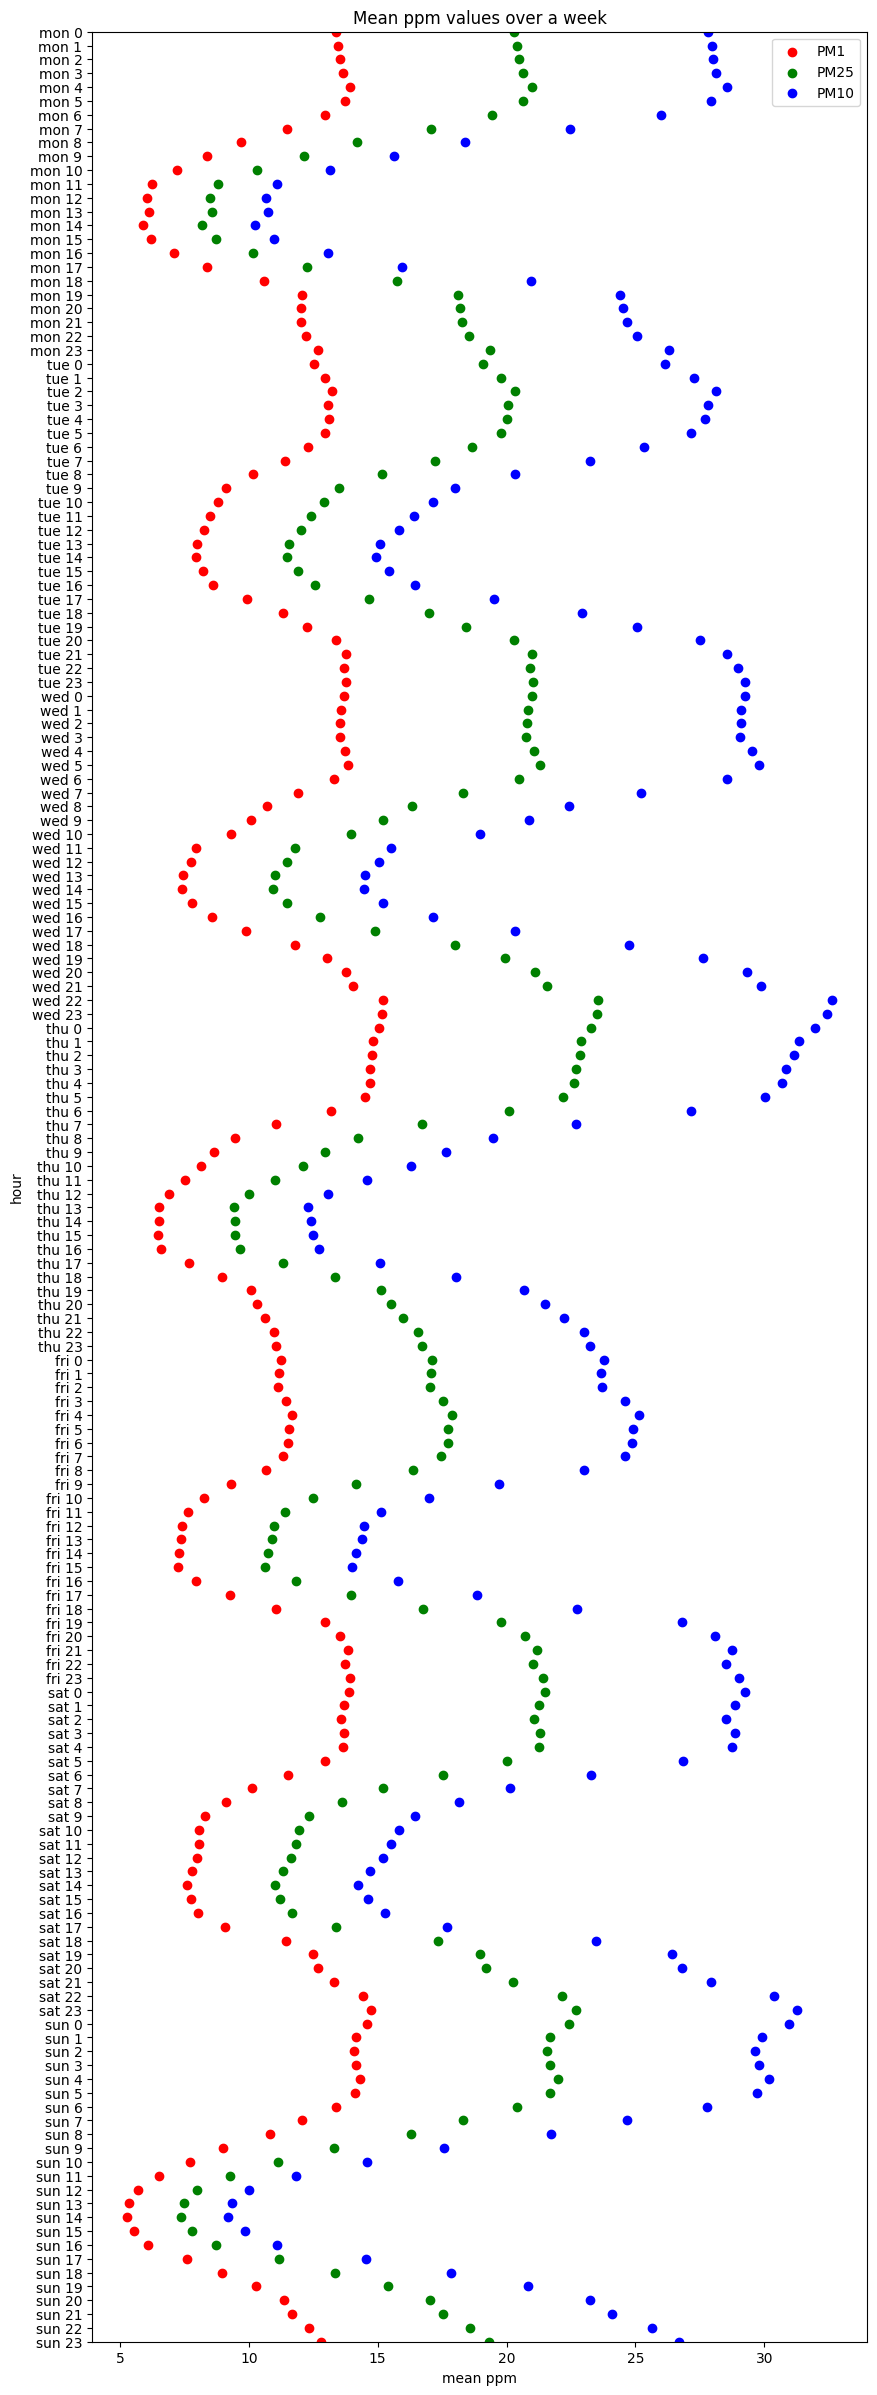 Mean ppm values over a week
PM1
PM25
PM10
mon 0
mon 1
mon 2
mon 3
mon 4
mon 5
mon 6
mon 7
mon 8
mon 9
mon 10
mon 11
mon 12
mon 13
mon 14
mon 15
mon 16
mon 17
mon 18
mon 19
mon 20
mon 21
mon 22
mon 23
tue 0
tue 1
tue 2
tue 3
tue 4
tue 5
tue 6
tue 7
tue 8
tue 9
tue 10
tue 11
tue 12
tue 13
tue 14
tue 15
tue 16
tue 17
tue 18
tue 19
tue 20
tue 21
tue 22
tue 23
wed 0
wed 1
wed 2
wed 3
wed 4
wed 5
wed 6
wed 7
wed 8
wed 9
wed 10
wed 11
wed 12
wed 13
wed 14
wed 15
wed 16
wed 17
wed 18
wed 19
wed 20
wed 21
wed 22
wed 23
thu 0
thu 1
thu 2
thu 3
thu 4
thu 5
thu 6
thu 7
thu 8
thu 9
thu 10
thu 11
thu 12
thu 13
thu 14
thu 15
thu 16
thu 17
thu 18
thu 19
thu 20
thu 21
thu 22
thu 23
fri 0
fri 1
fri 2
fri 3
fri 4
fri 5
fri 6
fri 7
fri 8
fri 9
fri 10
fri 11
fri 12
fri 13
fri 14
fri 15
fri 16
fri 17
fri 18
fri 19
fri 20
fri 21
fri 22
fri 23
sat 0
sat 1
sat 2
sat 3
sat 4
sat 5
sat 6
sat 7
sat 8
sat 9
sat 10
sat 11
sat 12
sat 13
sat 14
sat 15
sat 16
sat 17
sat 18
sat 19
sat 20
sat 21
sat 22
sat 23
sun 0
sun 1
sun 2
sun 3
sun 4
sun 5
sun 6
sun 7
sun 8
sun 9
sun 10
sun 11
sun 12
sun 13
sun 14
sun 15
sun 16
sun 17
sun 18
sun 19
sun 20
sun 21
sun 22
sun 23
hour
5 10 15 20 25 30
mean ppm